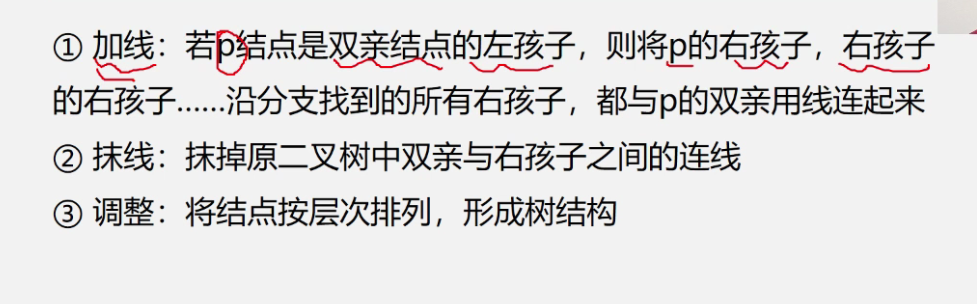 ① 加线：若p结点是双亲结点的左孩子，则将p的右孩子，右孩子
的右孩子……沿分支找到的所有右孩子，都与p的双亲用线连起来
② 抹线：抹掉原二叉树中双亲与右孩子之间的连线
③ 调整：将结点按层次排列，形成树结构